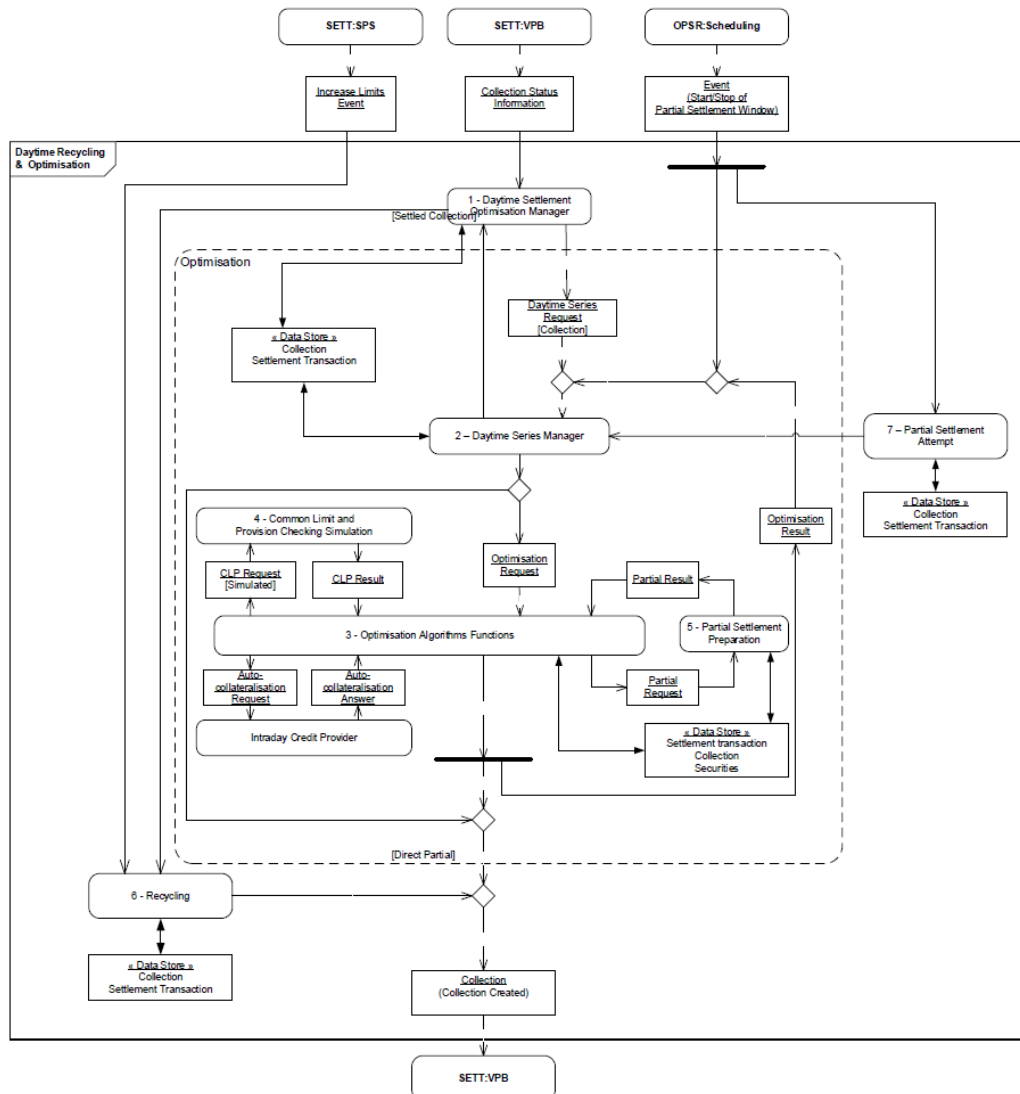 SETT:SPS
SETT:VPB
OPSR:Scheduling
Increase Limits
Event
Collection Status
Information
Event
(Start/Stop of
Partial Settlement Window)
Daytime Recycling
& Optimisation
1 - Daytime Settlement
Optimisation Manager
[Settled Collection]
Optimisation
Daytime Series
Request
[Collection]
« Data Store »
Collection
Settlement Transaction
2 – Daytime Series Manager
7 – Partial Settlement
Attempt
« Data Store »
Collection
Settlement Transaction
4 - Common Limit and
Provision Checking Simulation
Optimisation
Result
CLP Request
[Simulated]
CLP Result
Optimisation
Request
Partial Result
3 - Optimisation Algorithms Functions
5 - Partial Settlement
Preparation
Auto-
collateralisation
Request
Auto-
collateralisation
Answer
Partial
Request
Intraday Credit Provider
« Data Store »
Settlement transaction
Collection
Securities
[Direct Partial]
6 - Recycling
« Data Store »
Collection
Settlement Transaction
Collection
(Collection Created)
SETT:VPB